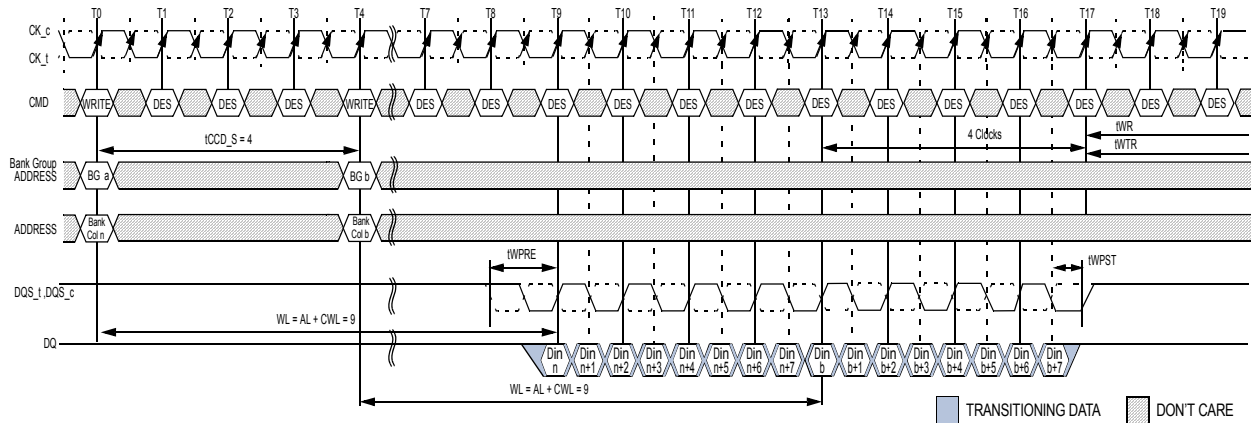 T0 T1 T2 T3 T4 T7 T8 T9 T10 T11 T12 T13 T14 T15 T16 T17 T18 T19
CK_c
CK_t
CMD WRITE DES DES DES WRITE DES DES DES DES DES DES DES DES DES DES DES DES DES
tCCD_S = 4
4 Clocks
tWR
tWTR
Bank Group
ADDRESS
BG a
BG b
ADDRESS
Bank
Col n
Bank
Col b
tWPRE
tWPST
DQS_t ,DQS_c
WL = AL + CWL = 9
DQ
Din Din Din Din Din Din Din Din Din Din Din Din Din Din Din Din
n n+1 n+2 n+3 n+4 n+5 n+6 n+7 b b+1 b+2 b+3 b+4 b+5 b+6 b+7
WL = AL + CWL = 9
TRANSITIONING DATA
DON'T CARE